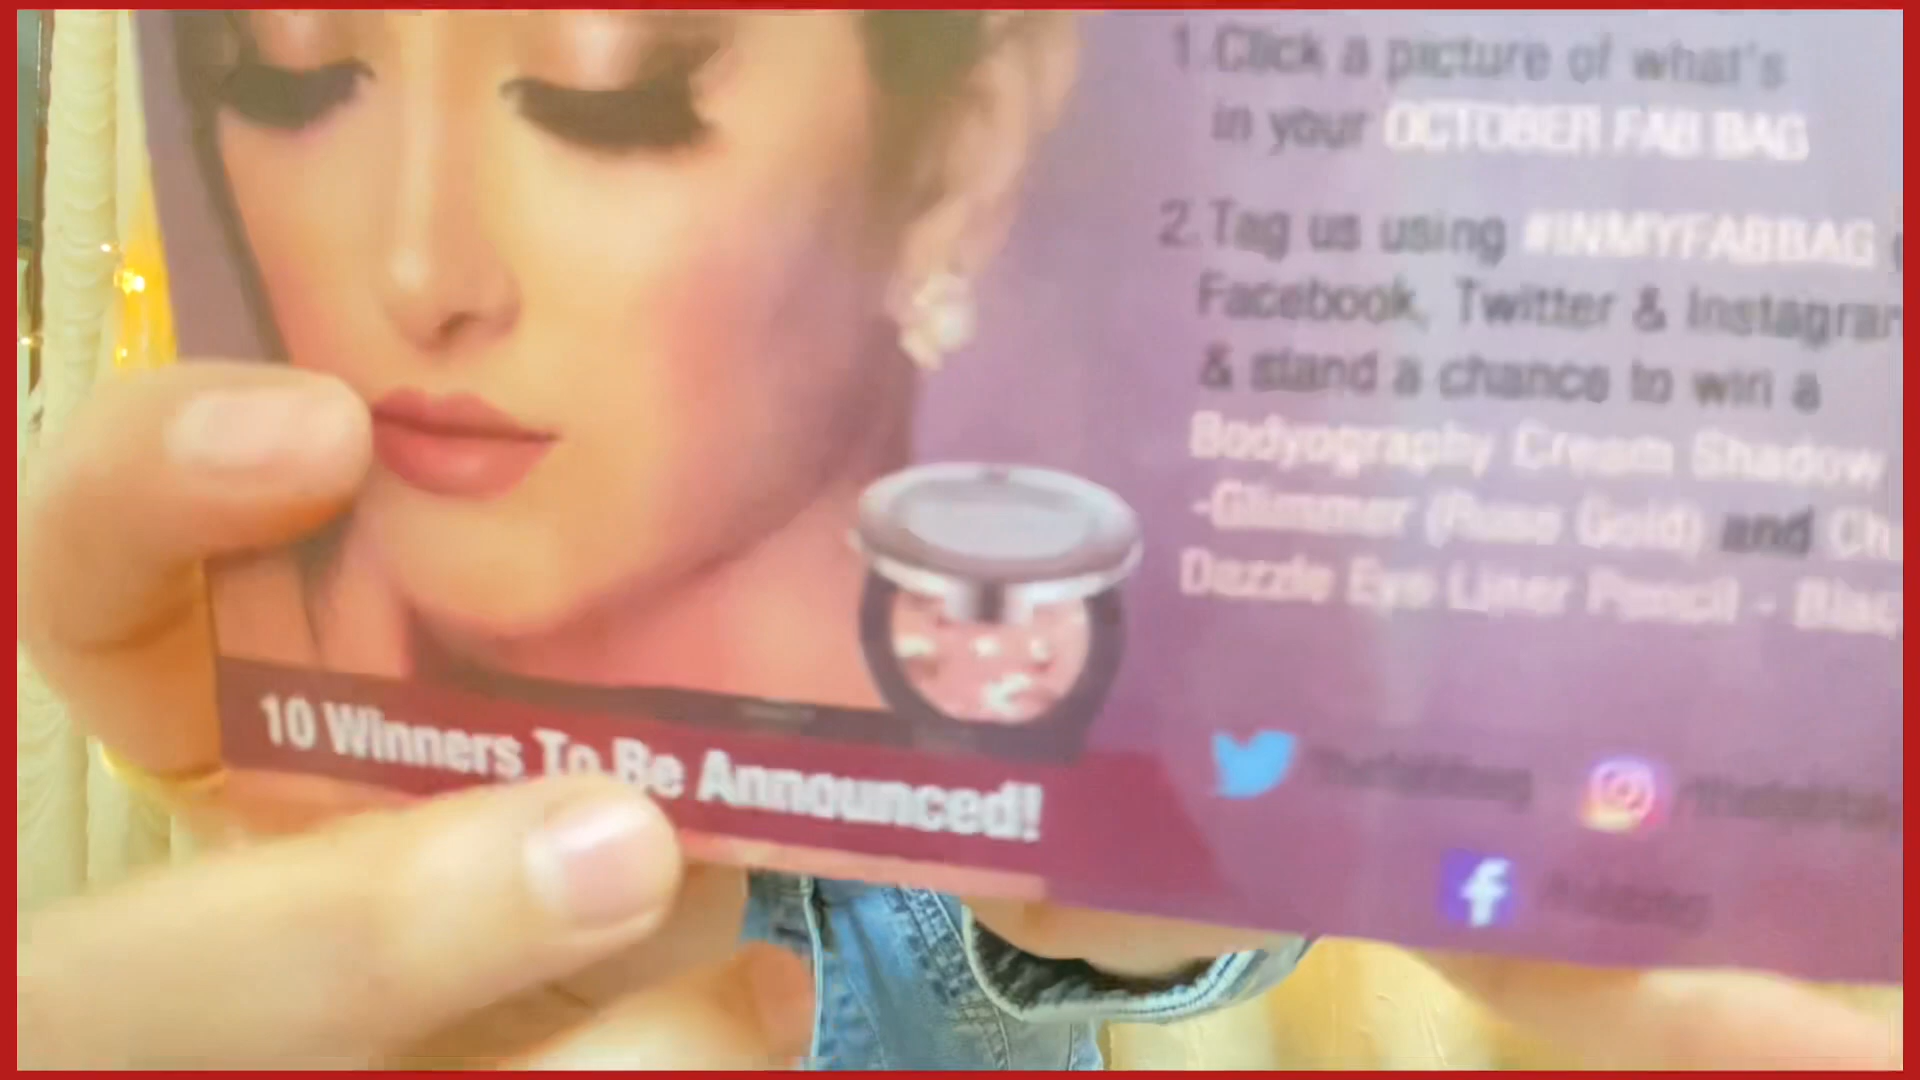 1. Click a picture of what's
in your OCTOBER FAB BAG
2. Tag us using #INMYFABBAG
Facebook, Twitter & Instagram
& stand a chance to win a
Bodyography Cream Shadow
-Glimmer (Rose Gold) and Ch
Dazzle Eye Liner Pencil - Blac
10 Winners To Be Announced!